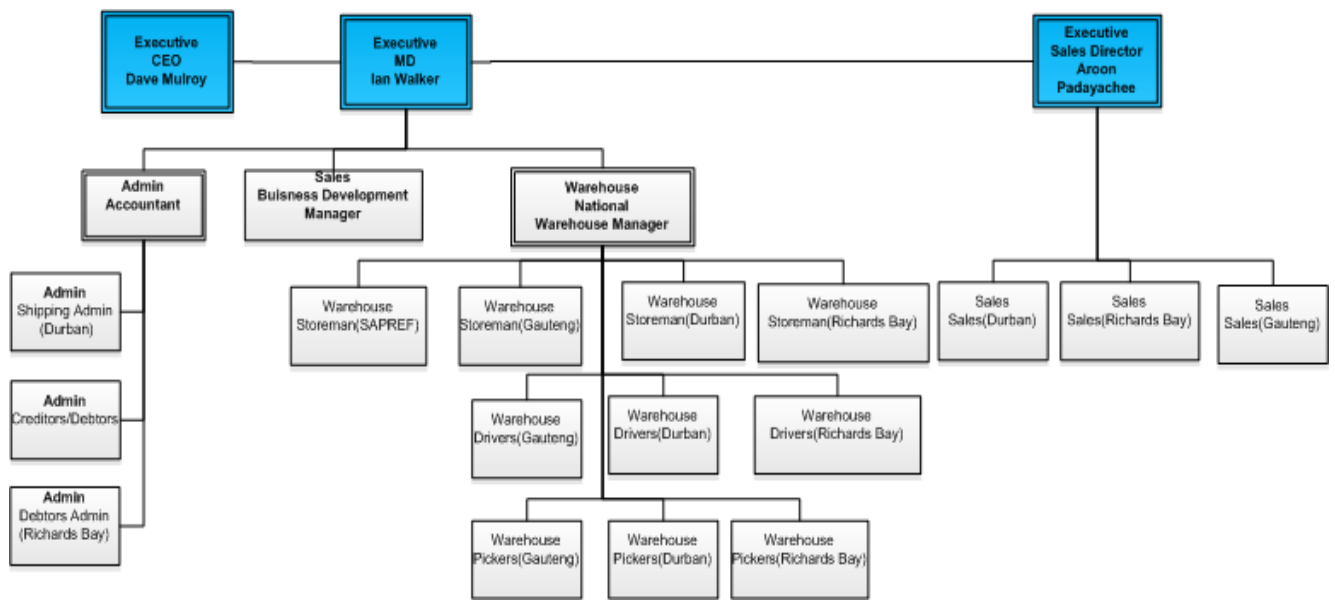 Executive
CEO
Dave Mulroy
Executive
MD
Ian Walker
Executive
Sales Director
Aroon
Padayachee
Admin
Accountant
Sales
Buisness Development
Manager
Warehouse
National
Warehouse Manager
Admin
Shipping Admin
(Durban)
Admin
Creditors/Debtors
Admin
Debtors Admin
(Richards Bay)
Warehouse
Storeman(SAPREF)
Warehouse
Storeman(Gauteng)
Warehouse
Storeman(Durban)
Warehouse
Storeman(Richards Bay)
Sales
Sales(Durban)
Sales
Sales(Richards Bay)
Sales
Sales(Gauteng)
Warehouse
Drivers(Gauteng)
Warehouse
Drivers(Durban)
Warehouse
Drivers(Richards Bay)
Warehouse
Pickers(Gauteng)
Warehouse
Pickers(Durban)
Warehouse
Pickers(Richards Bay)